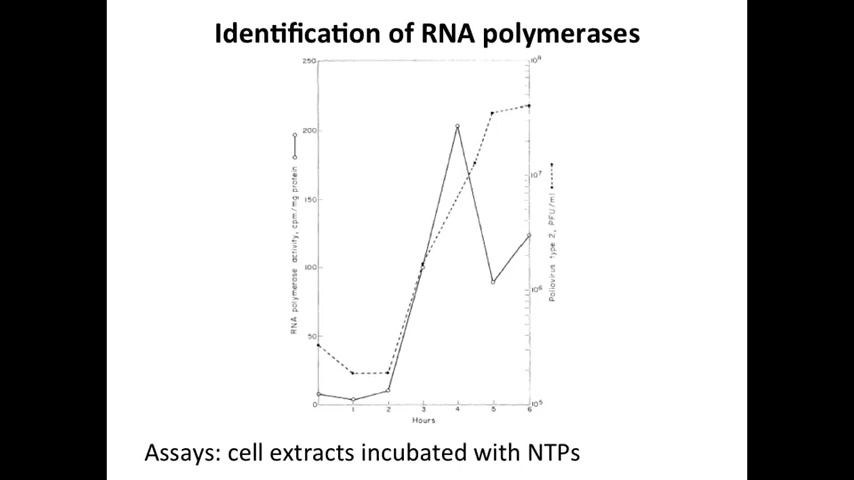 Identification of RNA polymerases
250
200
150
100
50
0
RNA polymerase activity, cpm/mg protein
10⁸
10⁷
10⁶
10⁵
Poliovirus type 2, PFU/ml
1 2 3 4 5 6
Hours
Assays: cell extracts incubated with NTPs